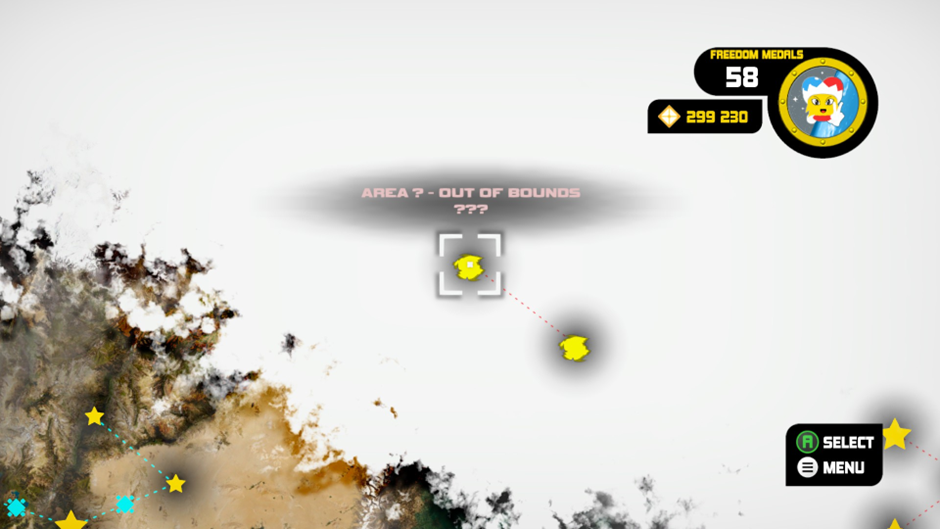 FREEDOM MEDALS
58
299 230
AREA ? - OUT OF BOUNDS
???
A SELECT
MENU